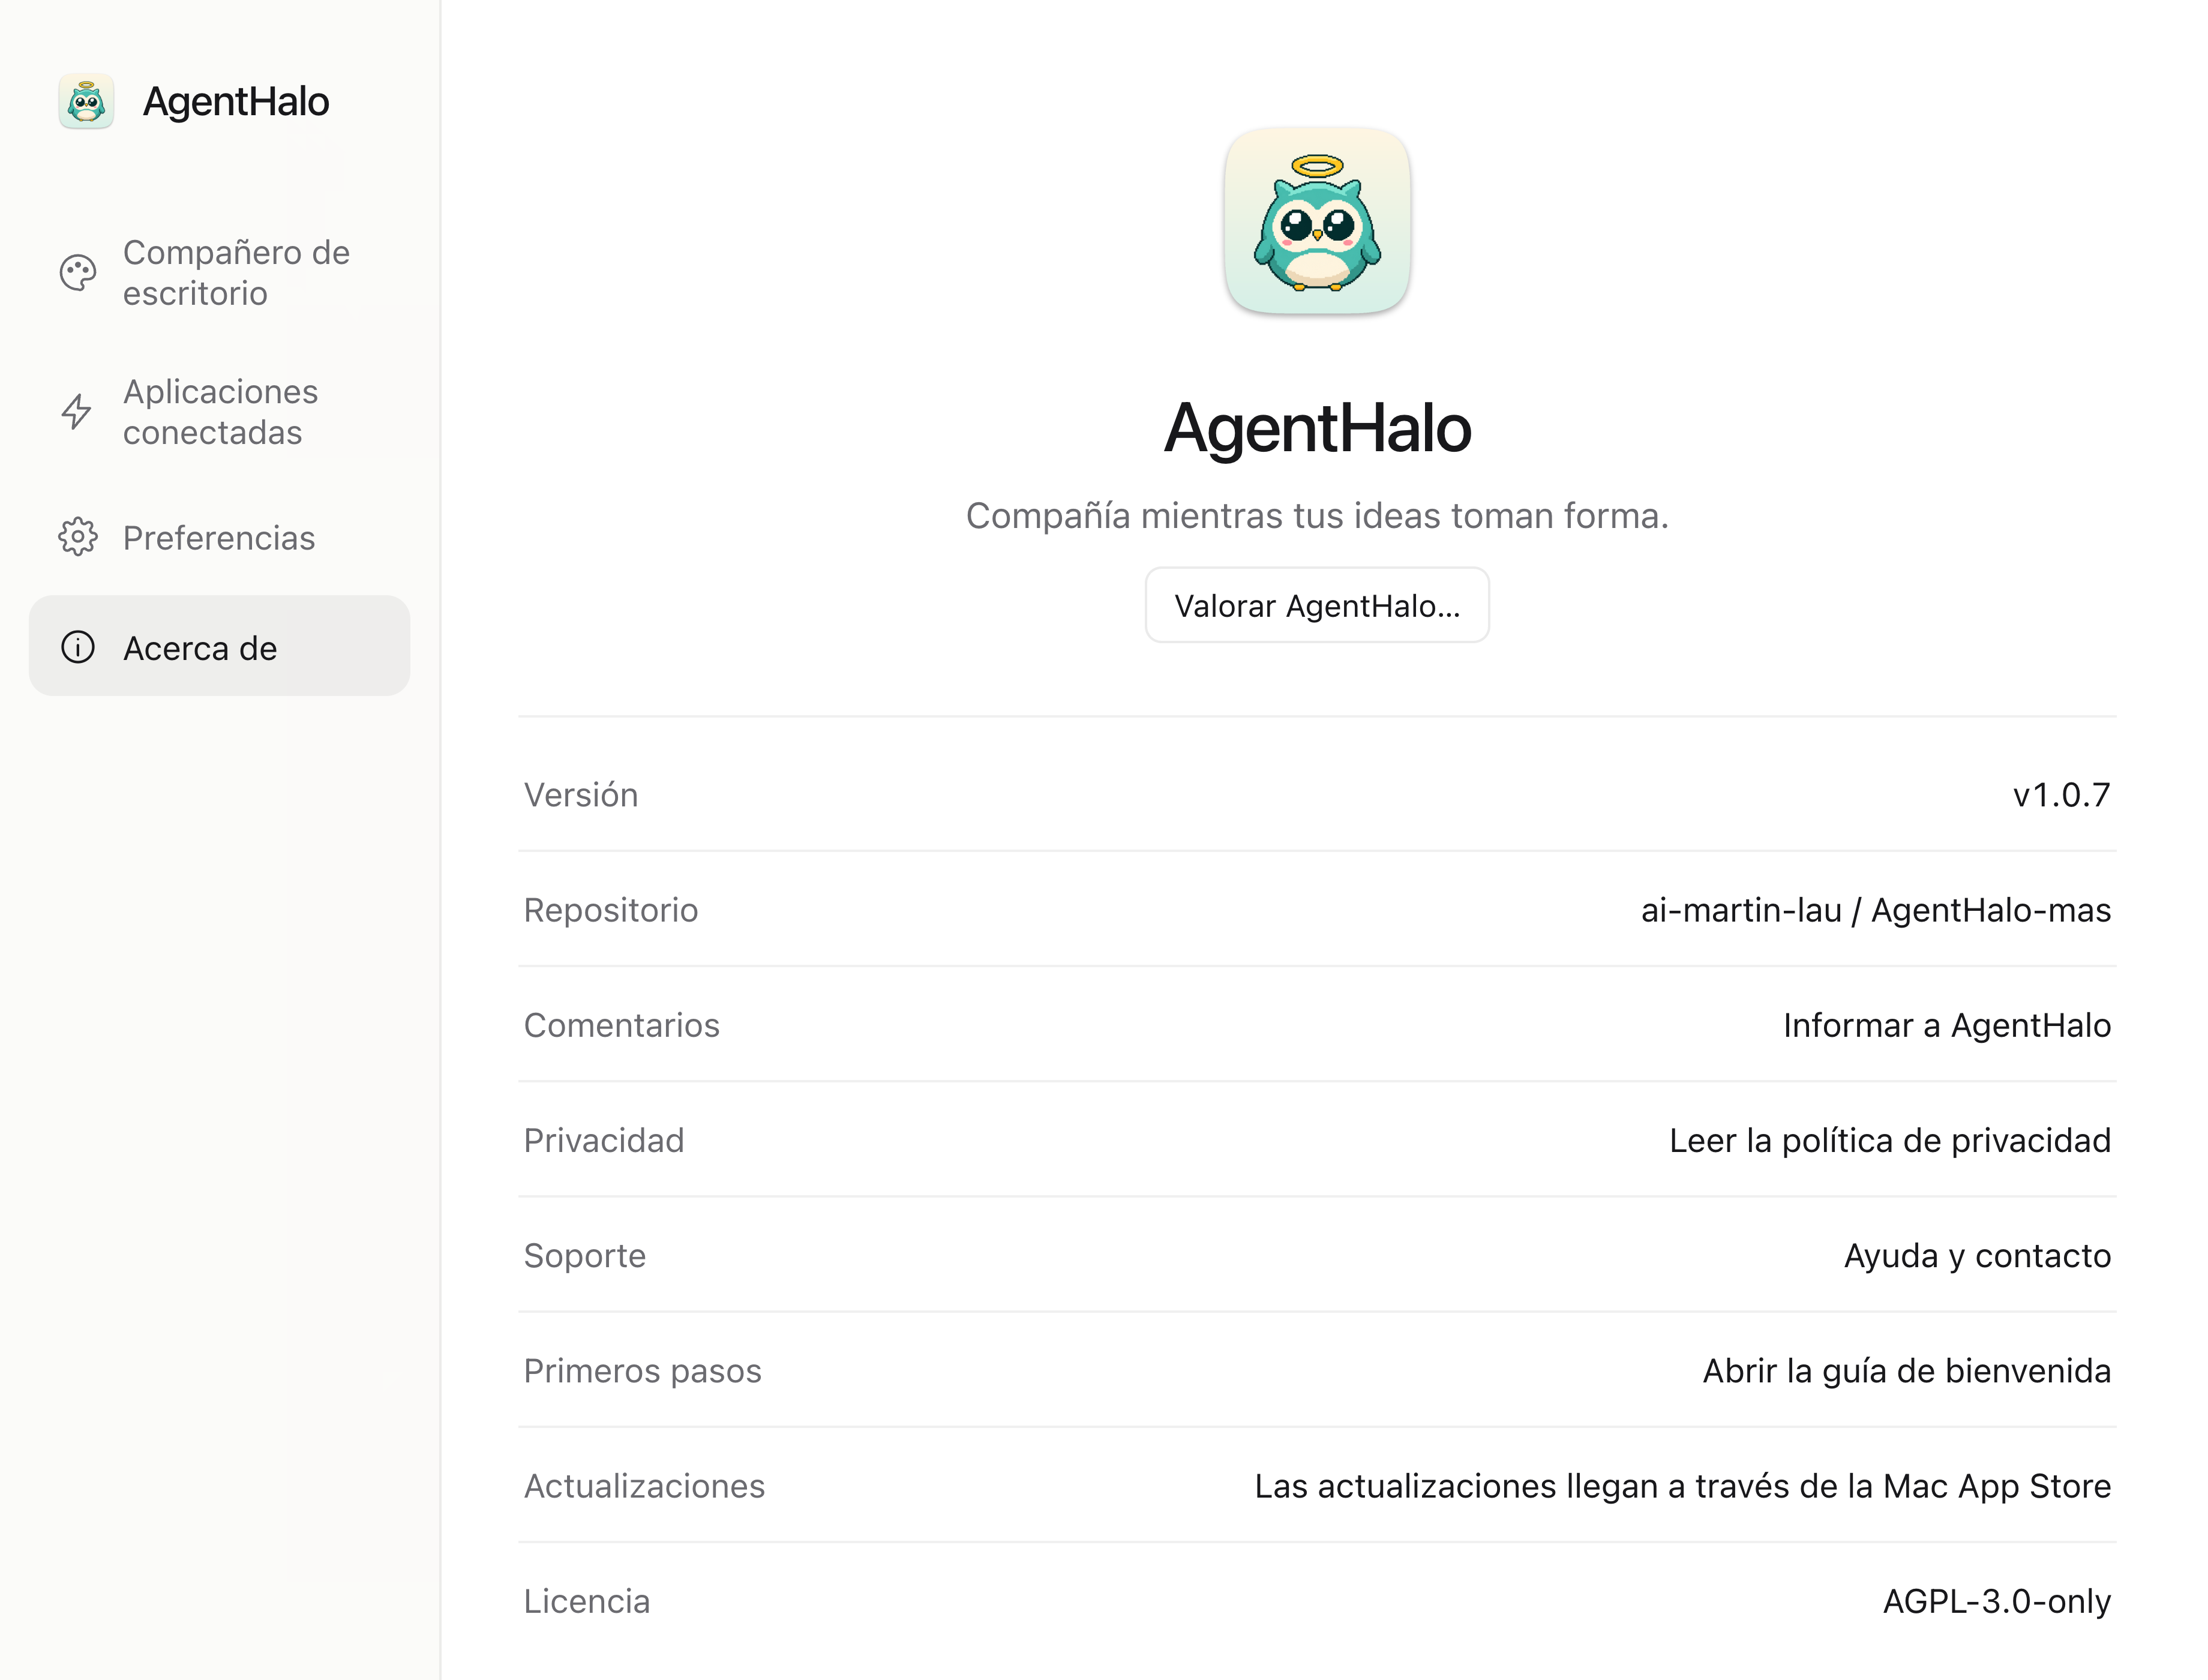 AgentHalo
Compañero de
escritorio
Aplicaciones
conectadas
Preferencias
Acerca de
AgentHalo
Compañía mientras tus ideas toman forma.
Valorar AgentHalo...
Versión v1.0.7
Repositorio ai-martin-lau / AgentHalo-mas
Comentarios Informar a AgentHalo
Privacidad Leer la política de privacidad
Soporte Ayuda y contacto
Primeros pasos Abrir la guía de bienvenida
Actualizaciones Las actualizaciones llegan a través de la Mac App Store
Licencia AGPL-3.0-only